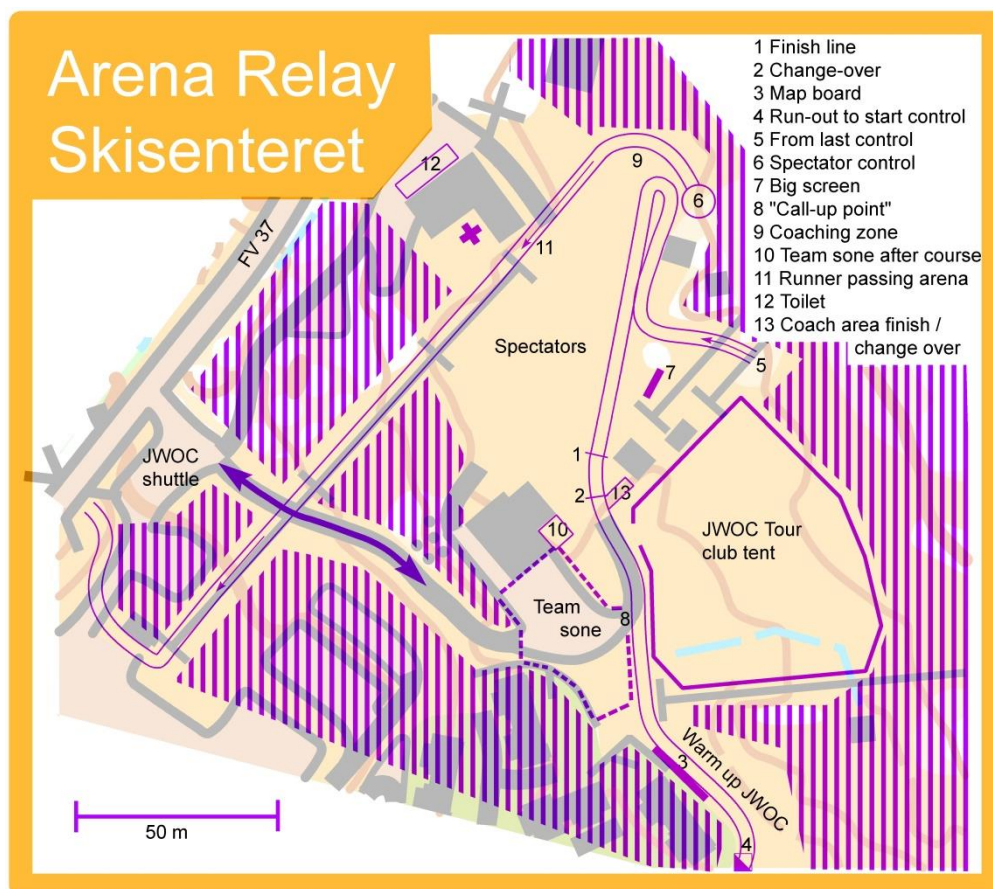 Arena Relay
Skisenteret
1 Finish line
2 Change-over
3 Map board
4 Run-out to start control
5 From last control
6 Spectator control
7 Big screen
8 "Call-up point"
9 Coaching zone
10 Team sone after course
11 Runner passing arena
12 Toilet
13 Coach area finish /
change over
12
9
6
11
FV 37
Spectators
5
7
1
JWOC
shuttle
2
13
10
JWOC Tour
club tent
Team
sone
8
3
Warm up JWOC
4
50 m